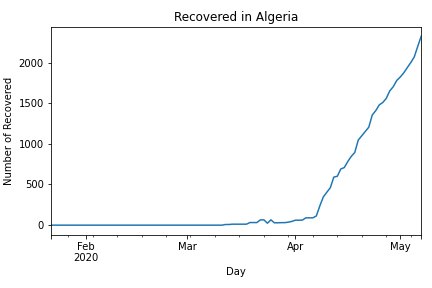 Recovered in Algeria
Number of Recovered
2000
1500
1000
500
0
Feb
2020
Mar
Apr
May
Day